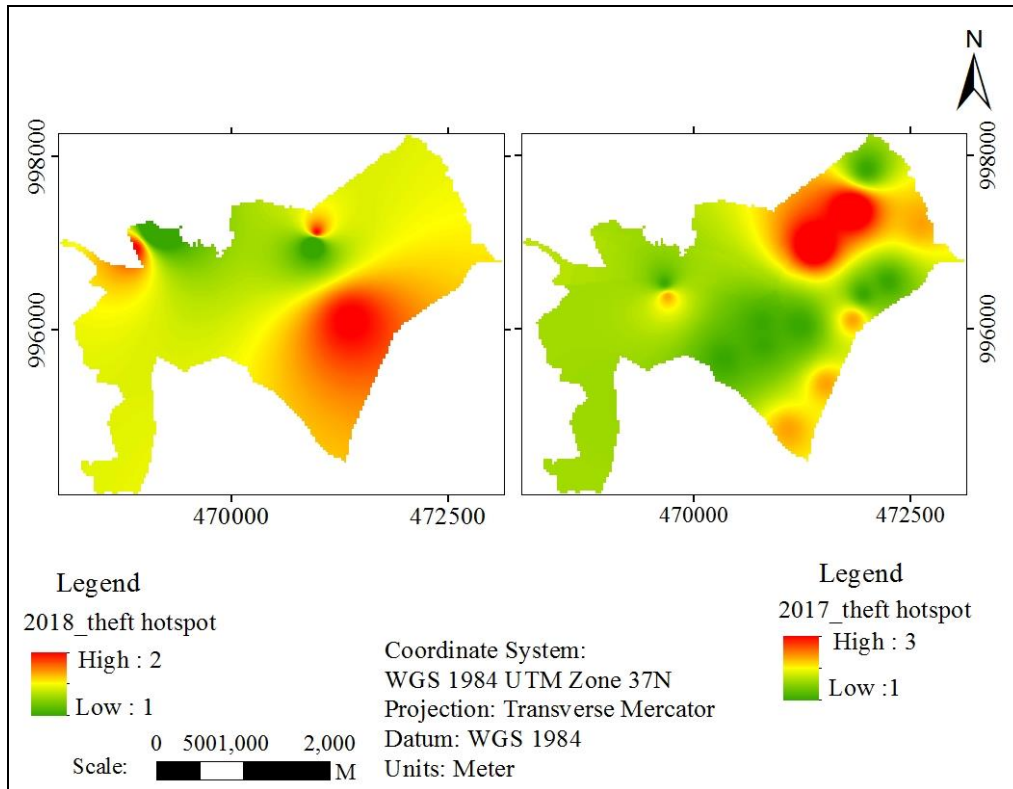 N
998000
996000
470000
472500
998000
996000
470000
472500
Legend
2018_theft hotspot
High : 2
Low : 1
Legend
2017_theft hotspot
High : 3
Low :1
Coordinate System:
WGS 1984 UTM Zone 37N
Projection: Transverse Mercator
Datum: WGS 1984
Units: Meter
0 5001,000 2,000
Scale: M